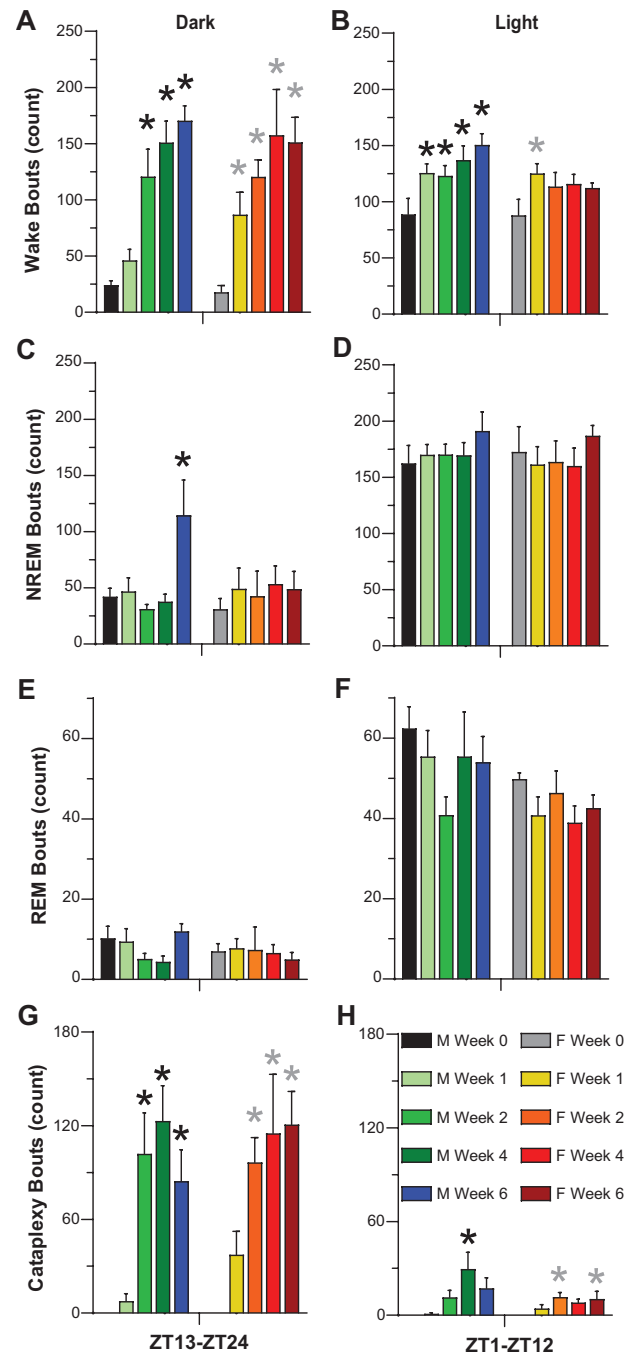 A Dark B Light
Wake Bouts (count)
250
200
150
100
50
0
* * *
* * * *
250
200
150
100
50
0
* * * *
*
C D
NREM Bouts (count)
250
200
150
100
50
0
*
250
200
150
100
50
0
E F
REM Bouts (count)
60
40
20
0
60
40
20
0
G H
Cataplexy Bouts (count)
180
120
60
0
* * *
* * *
180
120
60
0
M Week 0 F Week 0
M Week 1 F Week 1
M Week 2 F Week 2
M Week 4 F Week 4
M Week 6 F Week 6
*
* *
ZT13-ZT24 ZT1-ZT12